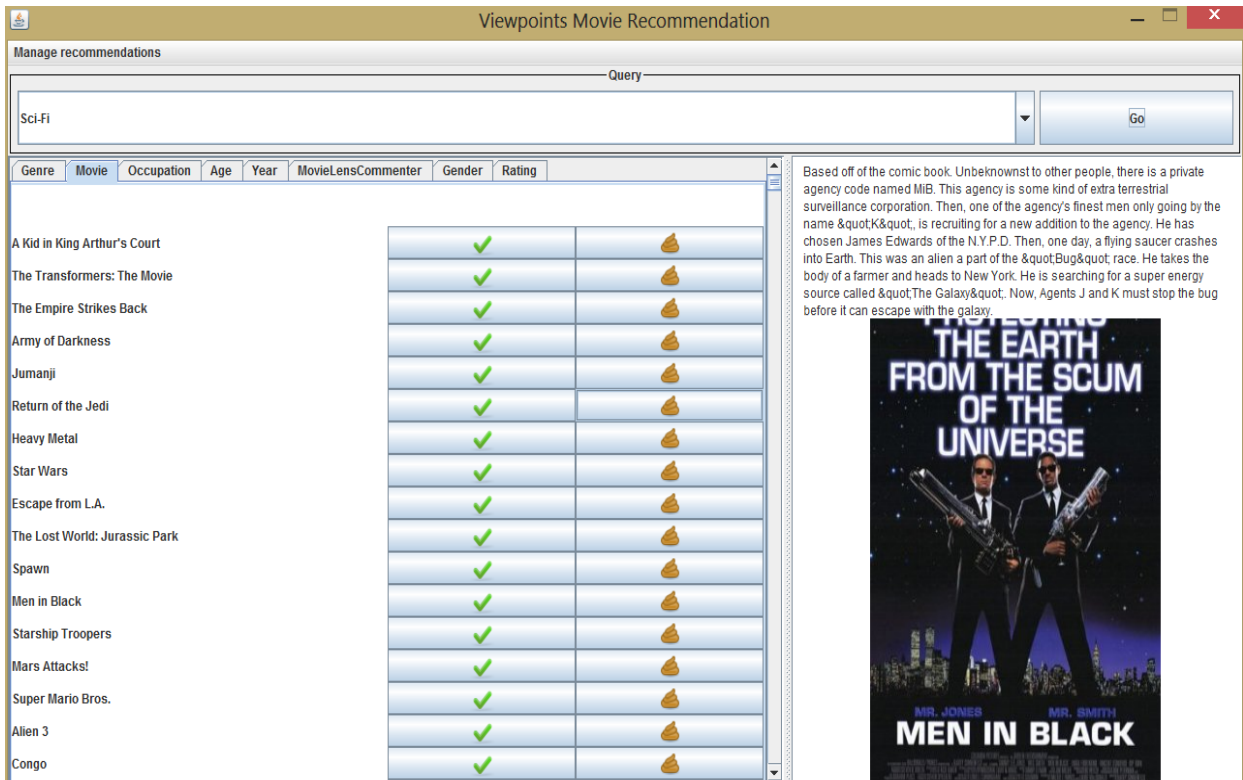 Viewpoints Movie Recommendation
Manage recommendations
Query
Sci-Fi
Go
Genre Movie Occupation Age Year MovieLensCommenter Gender Rating
A Kid in King Arthur's Court
The Transformers: The Movie
The Empire Strikes Back
Army of Darkness
Jumanji
Return of the Jedi
Heavy Metal
Star Wars
Escape from L.A.
The Lost World: Jurassic Park
Spawn
Men in Black
Starship Troopers
Mars Attacks!
Super Mario Bros.
Alien 3
Congo
Based off of the comic book. Unbeknownst to other people, there is a private
agency code named MiB. This agency is some kind of extra terrestrial
surveillance corporation. Then, one of the agency's finest men only going by the
name &quot;K&quot;, is recruiting for a new addition to the agency. He has
chosen James Edwards of the N.Y.P.D. Then, one day, a flying saucer crashes
into Earth. This was an alien a part of the &quot;Bug&quot; race. He takes the
body of a farmer and heads to New York. He is searching for a super energy
source called &quot;The Galaxy&quot;. Now, Agents J and K must stop the bug
before it can escape with the galaxy.
PROTECTING
THE EARTH
FROM THE SCUM
OF THE
UNIVERSE
MR. JONES MR. SMITH
MEN IN BLACK